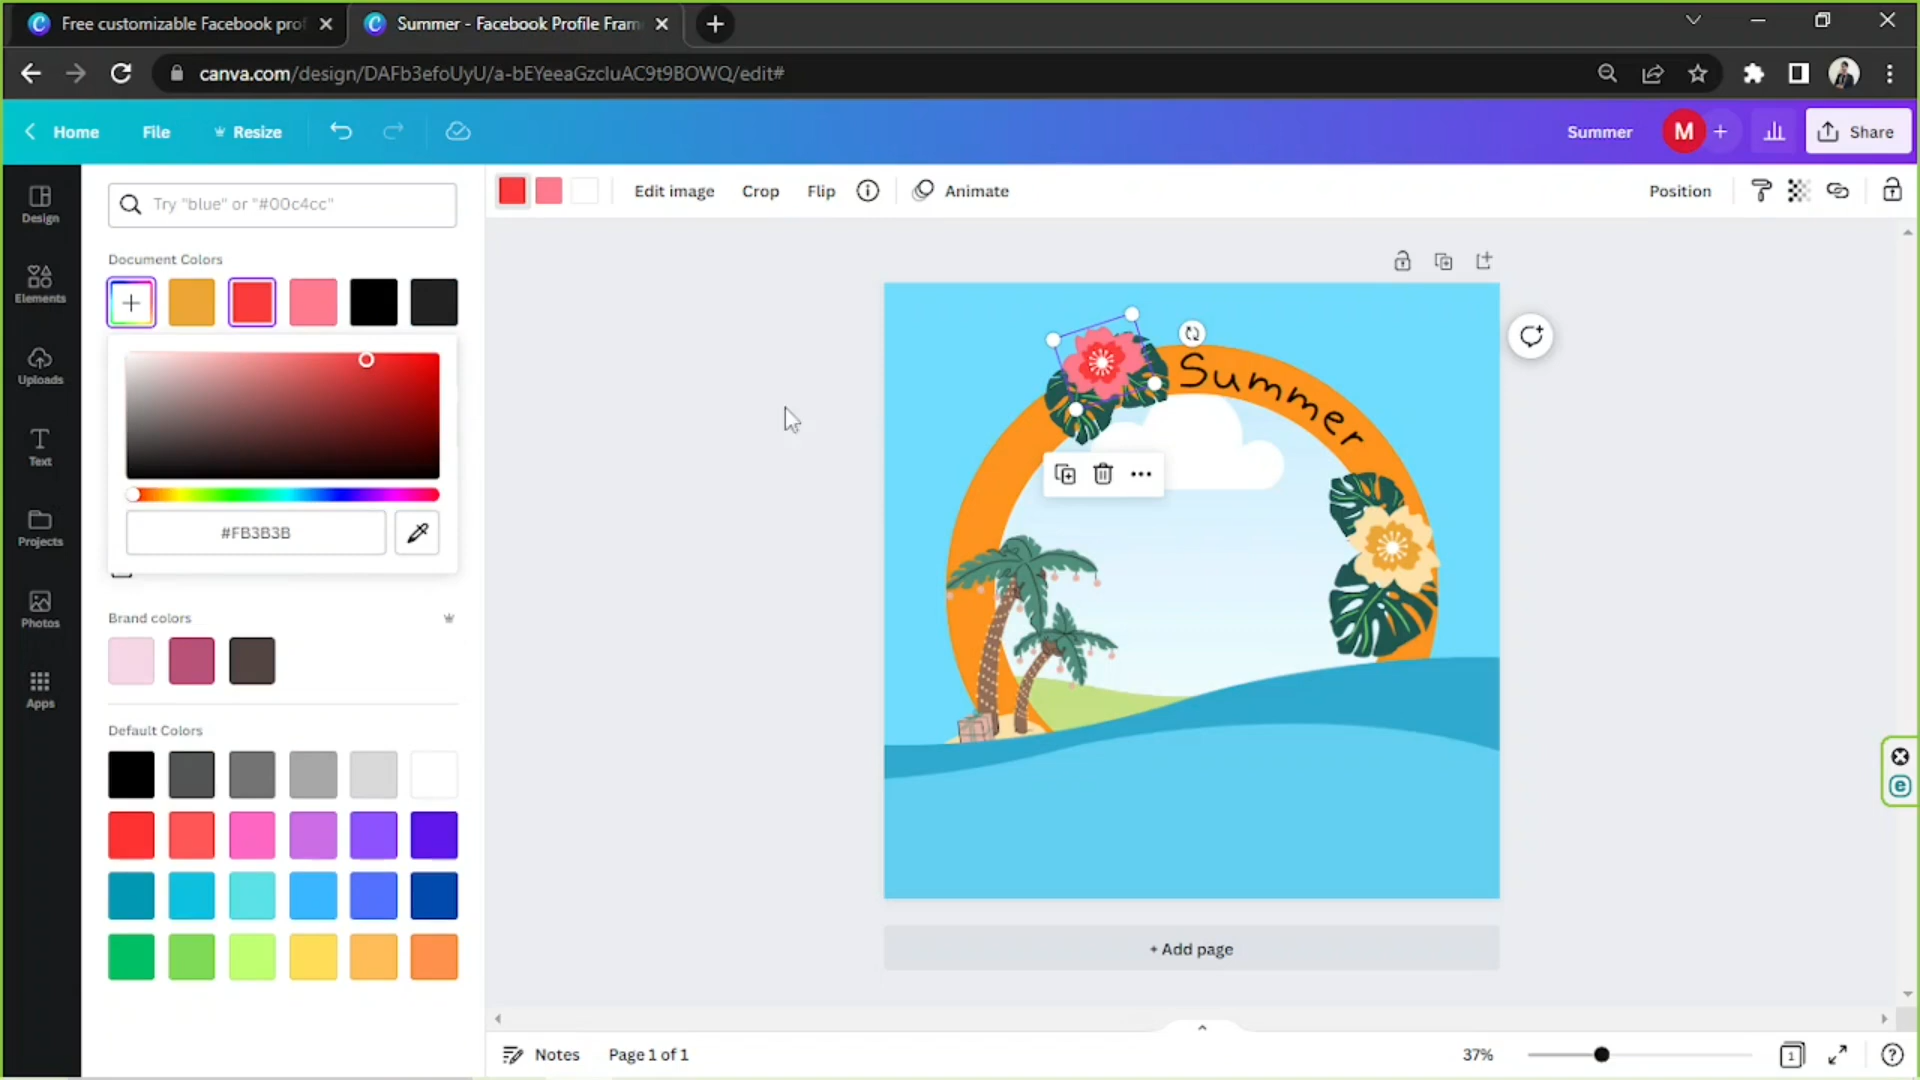 Free customizable Facebook prof
Summer - Facebook Profile Fram
canva.com/design/DAFb3efoUyU/a-bEYeeaGzcluAC9t9BOWQ/edit#
Home
File
Resize
Summer
M
+
Share
Design
Elements
Uploads
Text
Projects
Photos
Apps
Try "blue" or "#00c4cc"
Document Colors
#FB3B3B
Brand colors
Default Colors
Edit image
Crop
Flip
Animate
Position
Summer
+ Add page
Notes
Page 1 of 1
37%
1